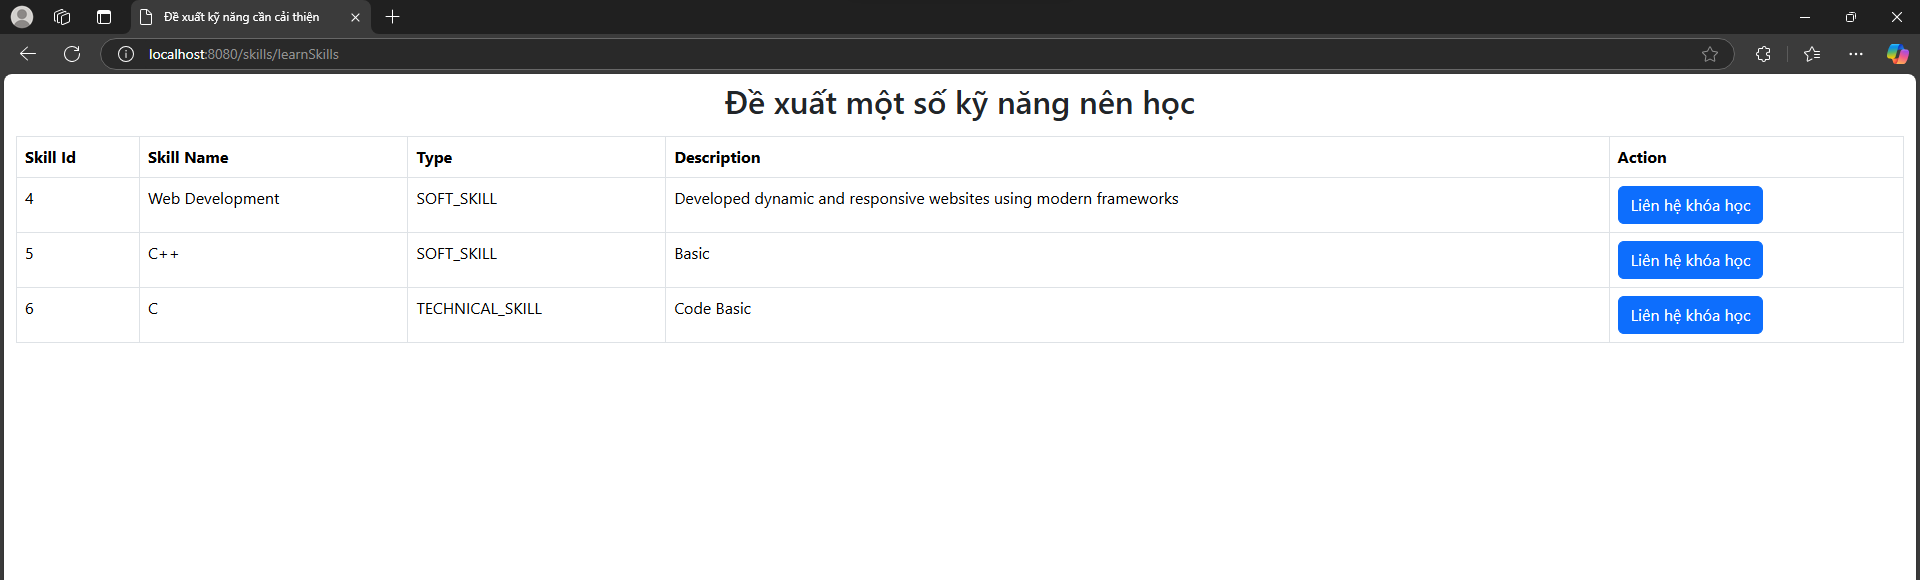 Đề xuất kỹ năng cần cải thiện
localhost:8080/skills/learnSkills
Đề xuất một số kỹ năng nên học
Skill Id Skill Name Type Description Action
4 Web Development SOFT_SKILL Developed dynamic and responsive websites using modern frameworks Liên hệ khóa học
5 C++ SOFT_SKILL Basic Liên hệ khóa học
6 C TECHNICAL_SKILL Code Basic Liên hệ khóa học